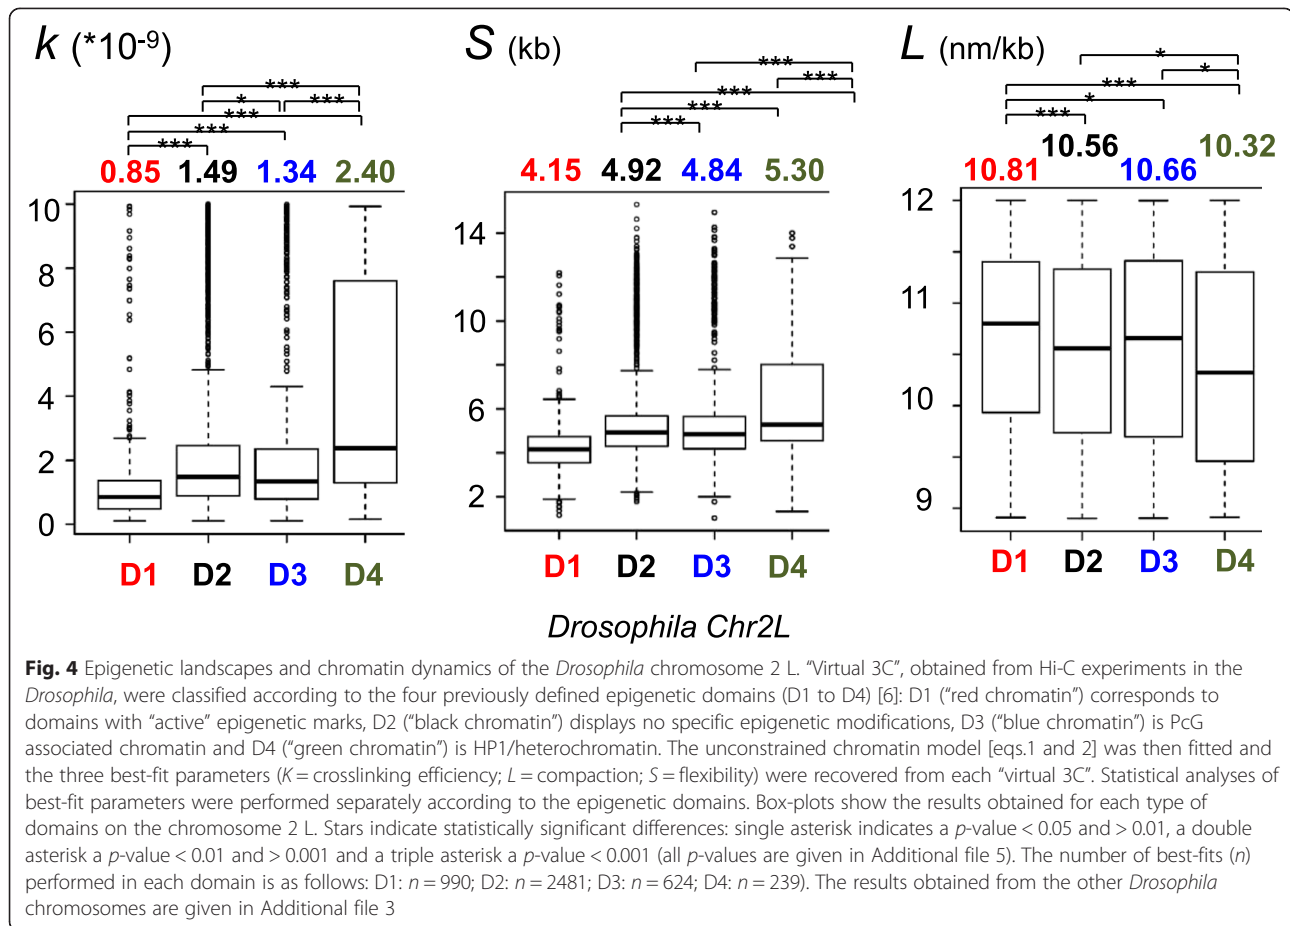 k (*10-9)
S (kb)
L (nm/kb)
***
* ***
***
***
***
***
***
***
***
***
*
*
***
*
***
0.85 1.49 1.34 2.40
4.15 4.92 4.84 5.30
10.81 10.56 10.66 10.32
10
8
6
4
2
0
14
10
6
2
12
11
10
9
D1 D2 D3 D4
D1 D2 D3 D4
D1 D2 D3 D4
Drosophila Chr2L
Fig. 4 Epigenetic landscapes and chromatin dynamics of the Drosophila chromosome 2 L. “Virtual 3C”, obtained from Hi-C experiments in the
Drosophila, were classified according to the four previously defined epigenetic domains (D1 to D4) [6]: D1 (“red chromatin”) corresponds to
domains with “active” epigenetic marks, D2 (“black chromatin”) displays no specific epigenetic modifications, D3 (“blue chromatin”) is PcG
associated chromatin and D4 (“green chromatin”) is HP1/heterochromatin. The unconstrained chromatin model [eqs.1 and 2] was then fitted and
the three best-fit parameters (K = crosslinking efficiency; L = compaction; S = flexibility) were recovered from each “virtual 3C”. Statistical analyses of
best-fit parameters were performed separately according to the epigenetic domains. Box-plots show the results obtained for each type of
domains on the chromosome 2 L. Stars indicate statistically significant differences: single asterisk indicates a p-value < 0.05 and > 0.01, a double
asterisk a p-value < 0.01 and > 0.001 and a triple asterisk a p-value < 0.001 (all p-values are given in Additional file 5). The number of best-fits (n)
performed in each domain is as follows: D1: n = 990; D2: n = 2481; D3: n = 624; D4: n = 239). The results obtained from the other Drosophila
chromosomes are given in Additional file 3